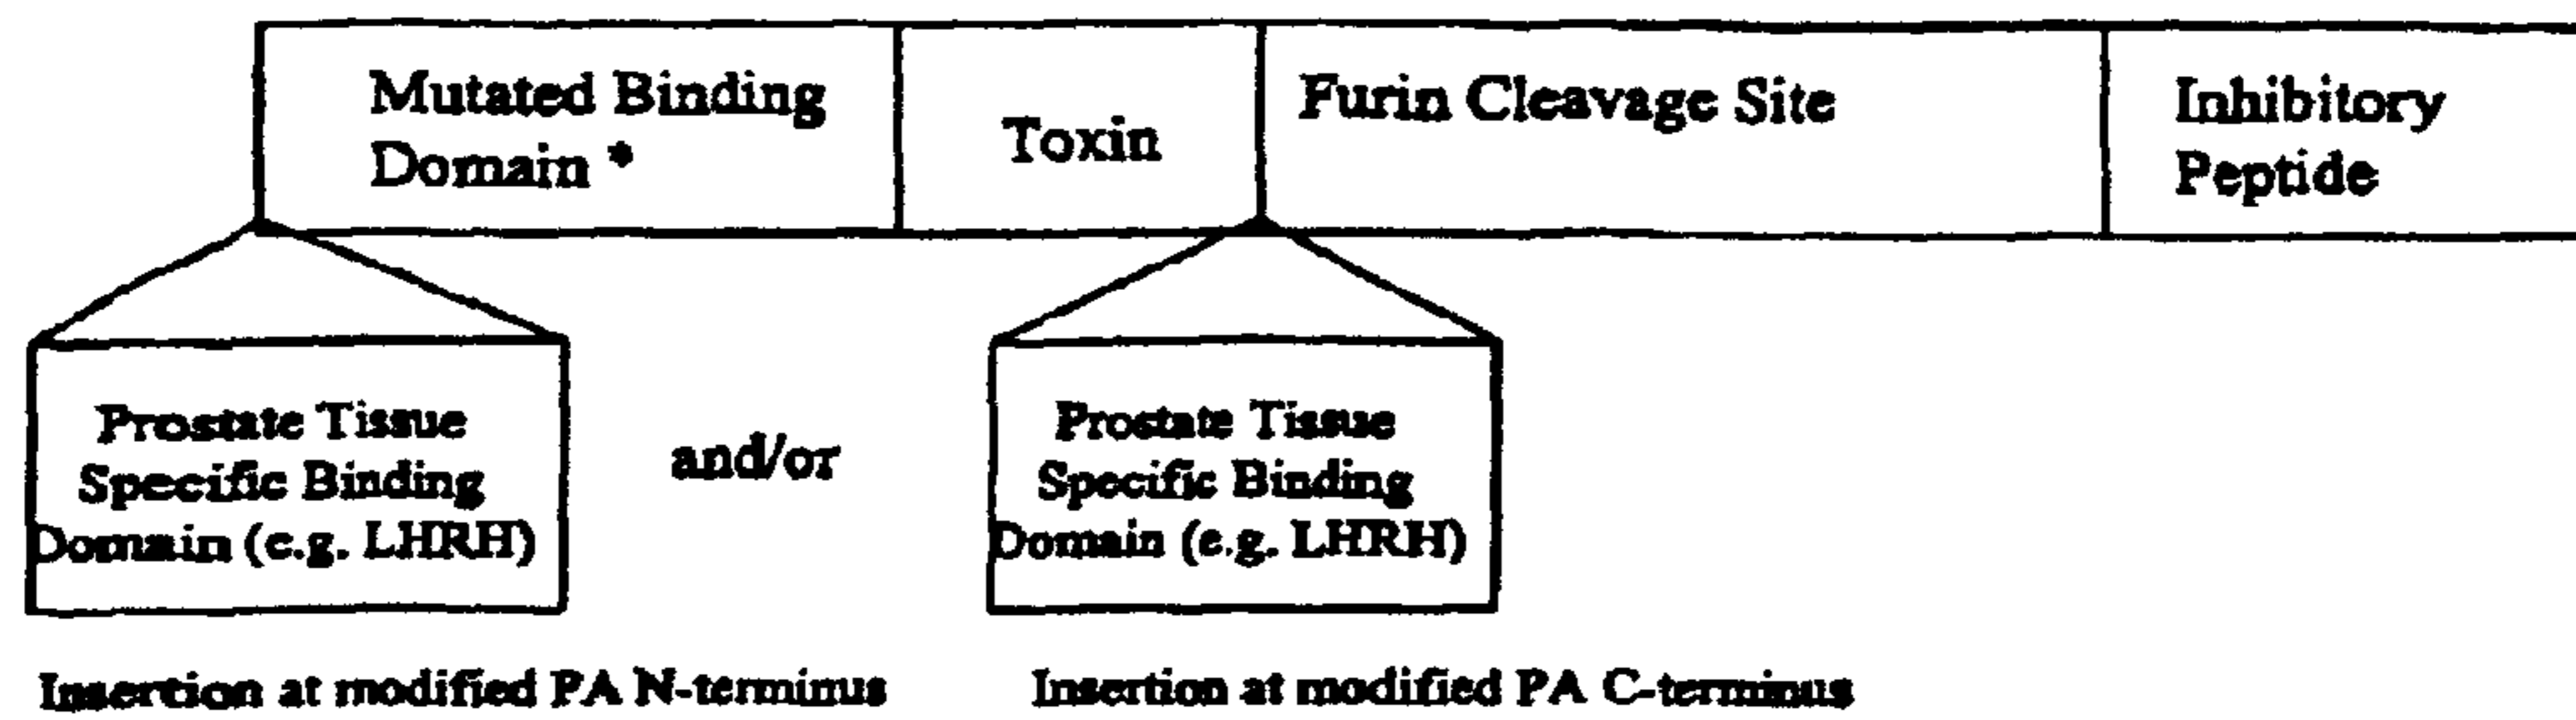 Mutated Binding
Domain *
Toxin
Furin Cleavage Site
Inhibitory
Peptide
Prostate Tissue
Specific Binding
Domain (e.g. LHRH)
and/or
Prostate Tissue
Specific Binding
Domain (e.g. LHRH)
Insertion at modified PA N-terminus
Insertion at modified PA C-terminus